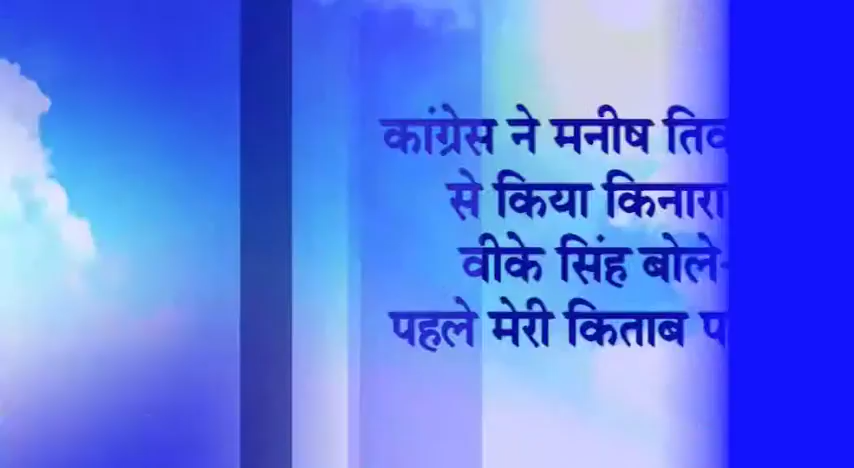 कांग्रेस ने मनीष
से किया किनारा
वीके सिंह बोले-
पहले मेरी किताब